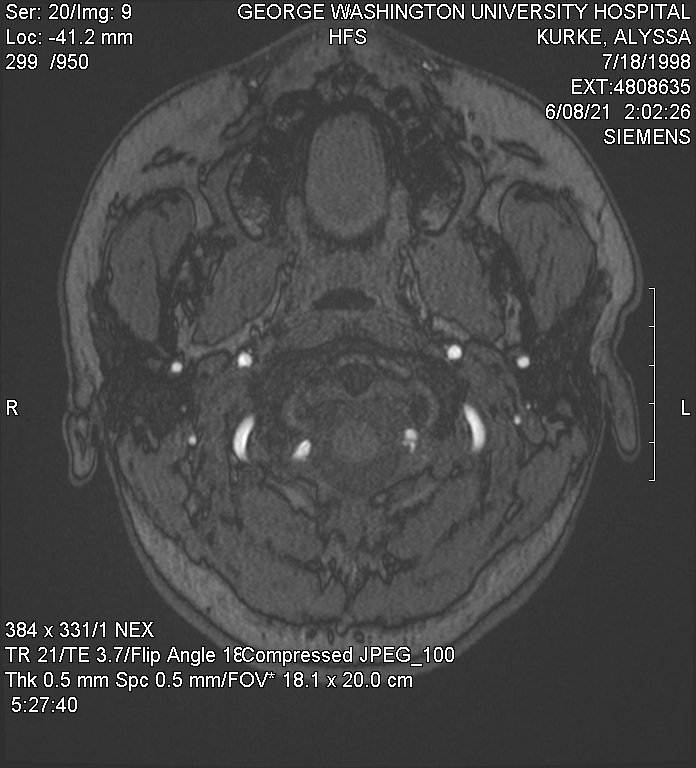 Ser: 20/Img: 9
Loc: -41.2 mm
299 /950
GEORGE WASHINGTON UNIVERSITY HOSPITAL
HFS
KURKE, ALYSSA
7/18/1998
EXT:4808635
6/08/21 2:02:26
SIEMENS
R
L
384 x 331/1 NEX
TR 21/TE 3.7/Flip Angle 18Compressed JPEG_100
Thk 0.5 mm Spc 0.5 mm/FOV* 18.1 x 20.0 cm
5:27:40